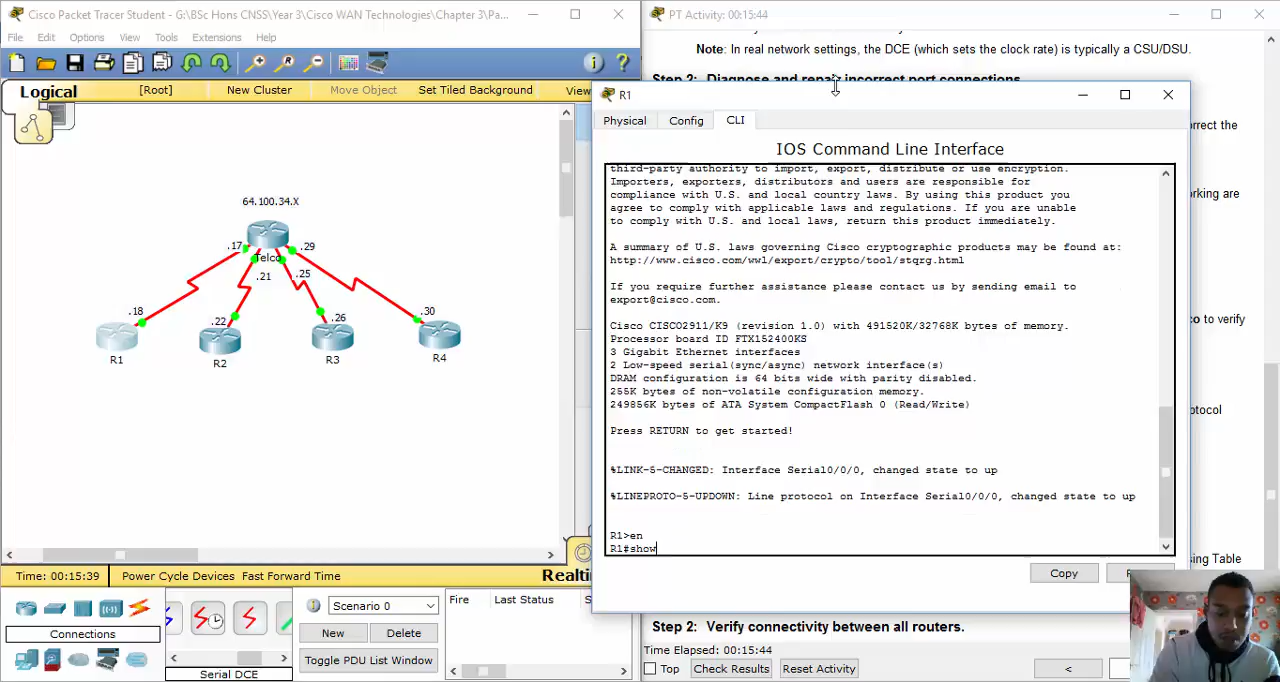 Cisco Packet Tracer Student - G:\BSc Hons CNSS\Year 3\Cisco WAN Technologies\Chapter 3\Pa...
File Edit Options View Tools Extensions Help
Logical [Root] New Cluster Move Object Set Tiled Background View
64.100.34.X
.17 .29
Telco
.21 .25
.18 .22 .26 .30
R1 R2 R3 R4
Time: 00:15:39 Power Cycle Devices Fast Forward Time Realti
Connections
Serial DCE
Scenario 0
New Delete
Toggle PDU List Window
Fire Last Status S
PT Activity: 00:15:44
Note: In real network settings, the DCE (which sets the clock rate) is typically a CSU/DSU.
Step 2: Diagnose and repair incorrect port connections.
R1
Physical Config CLI
IOS Command Line Interface
third-party authority to import, export, distribute or use encryption.
Importers, exporters, distributors and users are responsible for
compliance with U.S. and local country laws. By using this product you
agree to comply with applicable laws and regulations. If you are unable
to comply with U.S. and local laws, return this product immediately.
A summary of U.S. laws governing Cisco cryptographic products may be found at:
http://www.cisco.com/wwl/export/crypto/tool/stqrg.html
If you require further assistance please contact us by sending email to
export@cisco.com.
Cisco CISCO2911/K9 (revision 1.0) with 491520K/32768K bytes of memory.
Processor board ID FTX152400KS
3 Gigabit Ethernet interfaces
2 Low-speed serial(sync/async) network interface(s)
DRAM configuration is 64 bits wide with parity disabled.
255K bytes of non-volatile configuration memory.
249856K bytes of ATA System CompactFlash 0 (Read/Write)
Press RETURN to get started!
%LINK-5-CHANGED: Interface Serial0/0/0, changed state to up
%LINEPROTO-5-UPDOWN: Line protocol on Interface Serial0/0/0, changed state to up
R1>en
R1#show
Copy
orrect the
rking are
co to verify
otocol
sing Table
Step 2: Verify connectivity between all routers.
Time Elapsed: 00:15:44
Top Check Results Reset Activity <